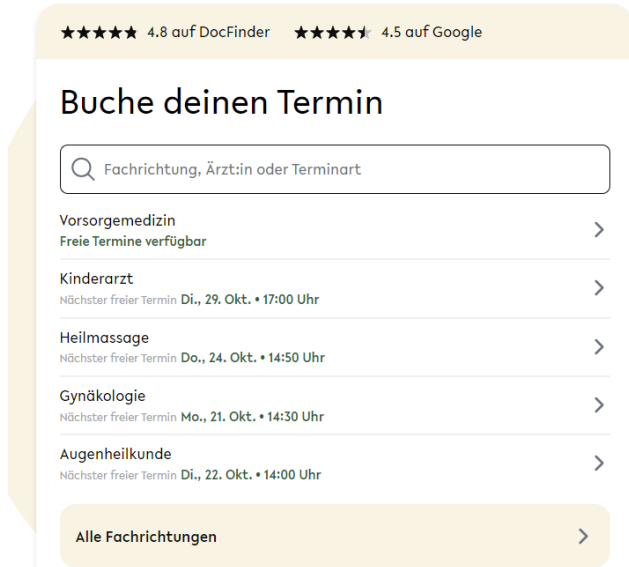 4.8 auf DocFinder 4.5 auf Google
Buche deinen Termin
Fachrichtung, Ärzt:in oder Terminart
Vorsorgemedizin
Freie Termine verfügbar
Kinderarzt
Nächster freier Termin Di., 29. Okt. • 17:00 Uhr
Heilmassage
Nächster freier Termin Do., 24. Okt. • 14:50 Uhr
Gynäkologie
Nächster freier Termin Mo., 21. Okt. • 14:30 Uhr
Augenheilkunde
Nächster freier Termin Di., 22. Okt. • 14:00 Uhr
Alle Fachrichtungen